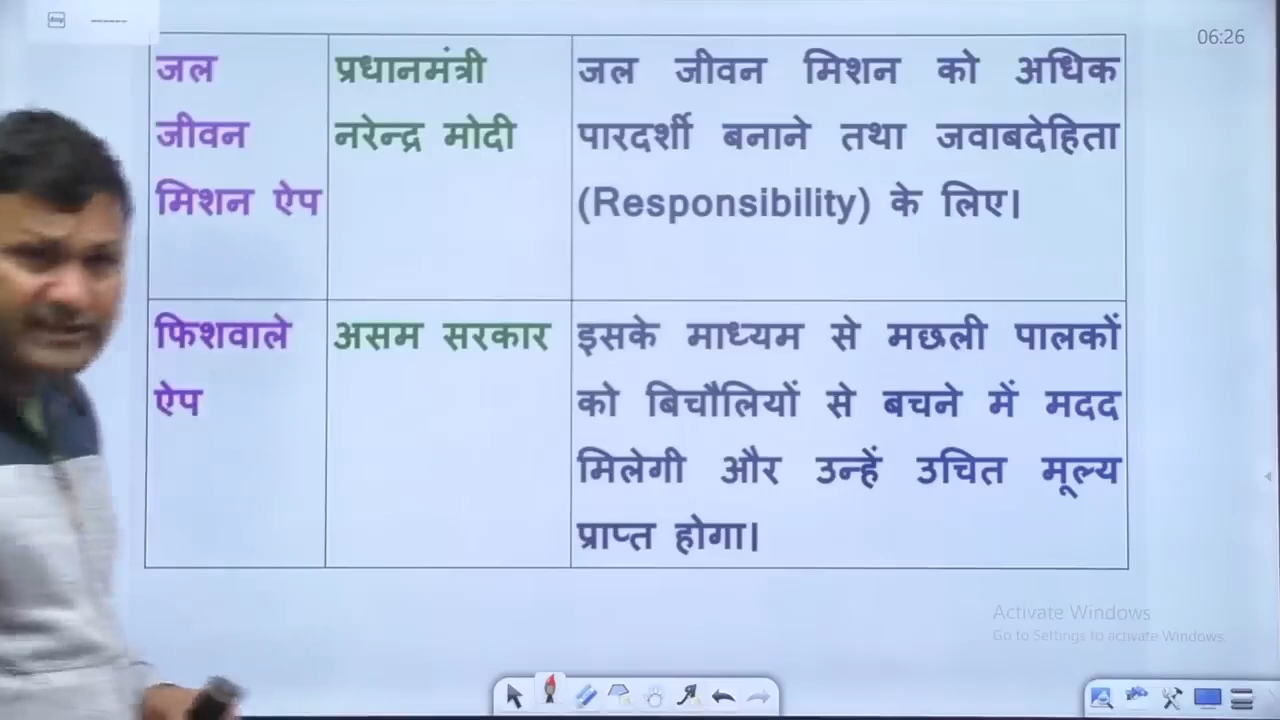 06:26
जल
जीवन
मिशन ऐप
प्रधानमंत्री
नरेन्द्र मोदी
जल जीवन मिशन को अधिक
पारदर्शी बनाने तथा जवाबदेहिता
(Responsibility) के लिए।
फिशवाले
ऐप
असम सरकार
इसके माध्यम से मछली पालकों
को बिचौलियों से बचने में मदद
मिलेगी और उन्हें उचित मूल्य
प्राप्त होगा।
Activate Windows
Go to Settings to activate Windows.